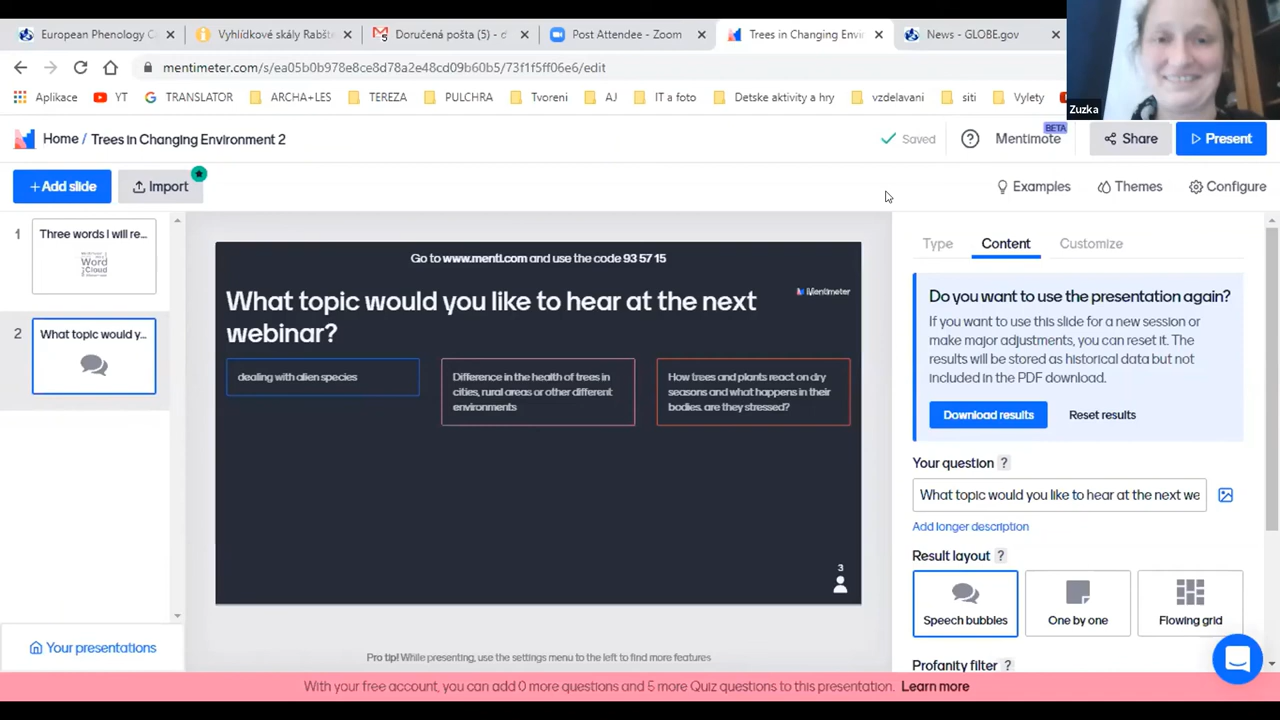 European Phenology C
Vyhlídkové skály Rabšte
Doručená pošta (5) - d
Post Attendee - Zoom
Trees in Changing Enviro
News - GLOBE.gov
mentimeter.com/s/ea05b0b978e8ce8d78a2e48cd09b60b5/73f1f5ff06e6/edit
Zuzka
Aplikace
YT
TRANSLATOR
ARCHA+LES
TEREZA
PULCHRA
Tvoreni
AJ
IT a foto
Detske aktivity a hry
vzdelavani
siti
Vylety
Home / Trees in Changing Environment 2
Saved
Mentimote
BETA
Share
Present
+Add slide
Import
Examples
Themes
Configure
1
Three words I will re...
Word
Cloud
2
What topic would y...
Your presentations
Go to www.menti.com and use the code 93 57 15
What topic would you like to hear at the next
webinar?
Mentimeter
dealing with alien species
Difference in the health of trees in
cities, rural areas or other different
environments
How trees and plants react on dry
seasons and what happens in their
bodies. are they stressed?
3
Pro tip! While presenting, use the settings menu to the left to find more features
Type
Content
Customize
Do you want to use the presentation again?
If you want to use this slide for a new session or
make major adjustments, you can reset it. The
results will be stored as historical data but not
included in the PDF download.
Download results
Reset results
Your question ?
What topic would you like to hear at the next we
Add longer description
Result layout ?
Speech bubbles
One by one
Flowing grid
Profanity filter ?
With your free account, you can add 0 more questions and 5 more Quiz questions to this presentation. Learn more